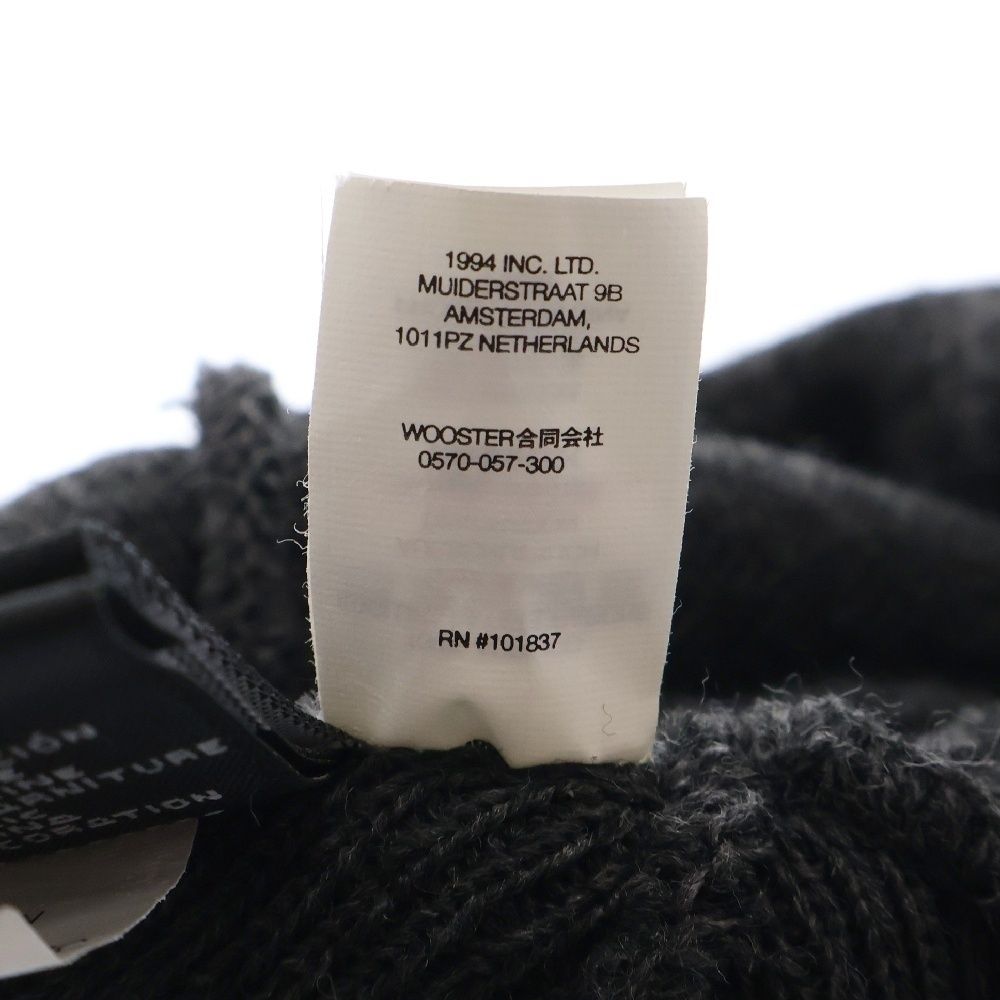 1994 INC. LTD.
MUIDERSTRAAT 9B
AMSTERDAM,
1011PZ NETHERLANDS
WOOSTER合同会社
0570-057-300
RN #101837